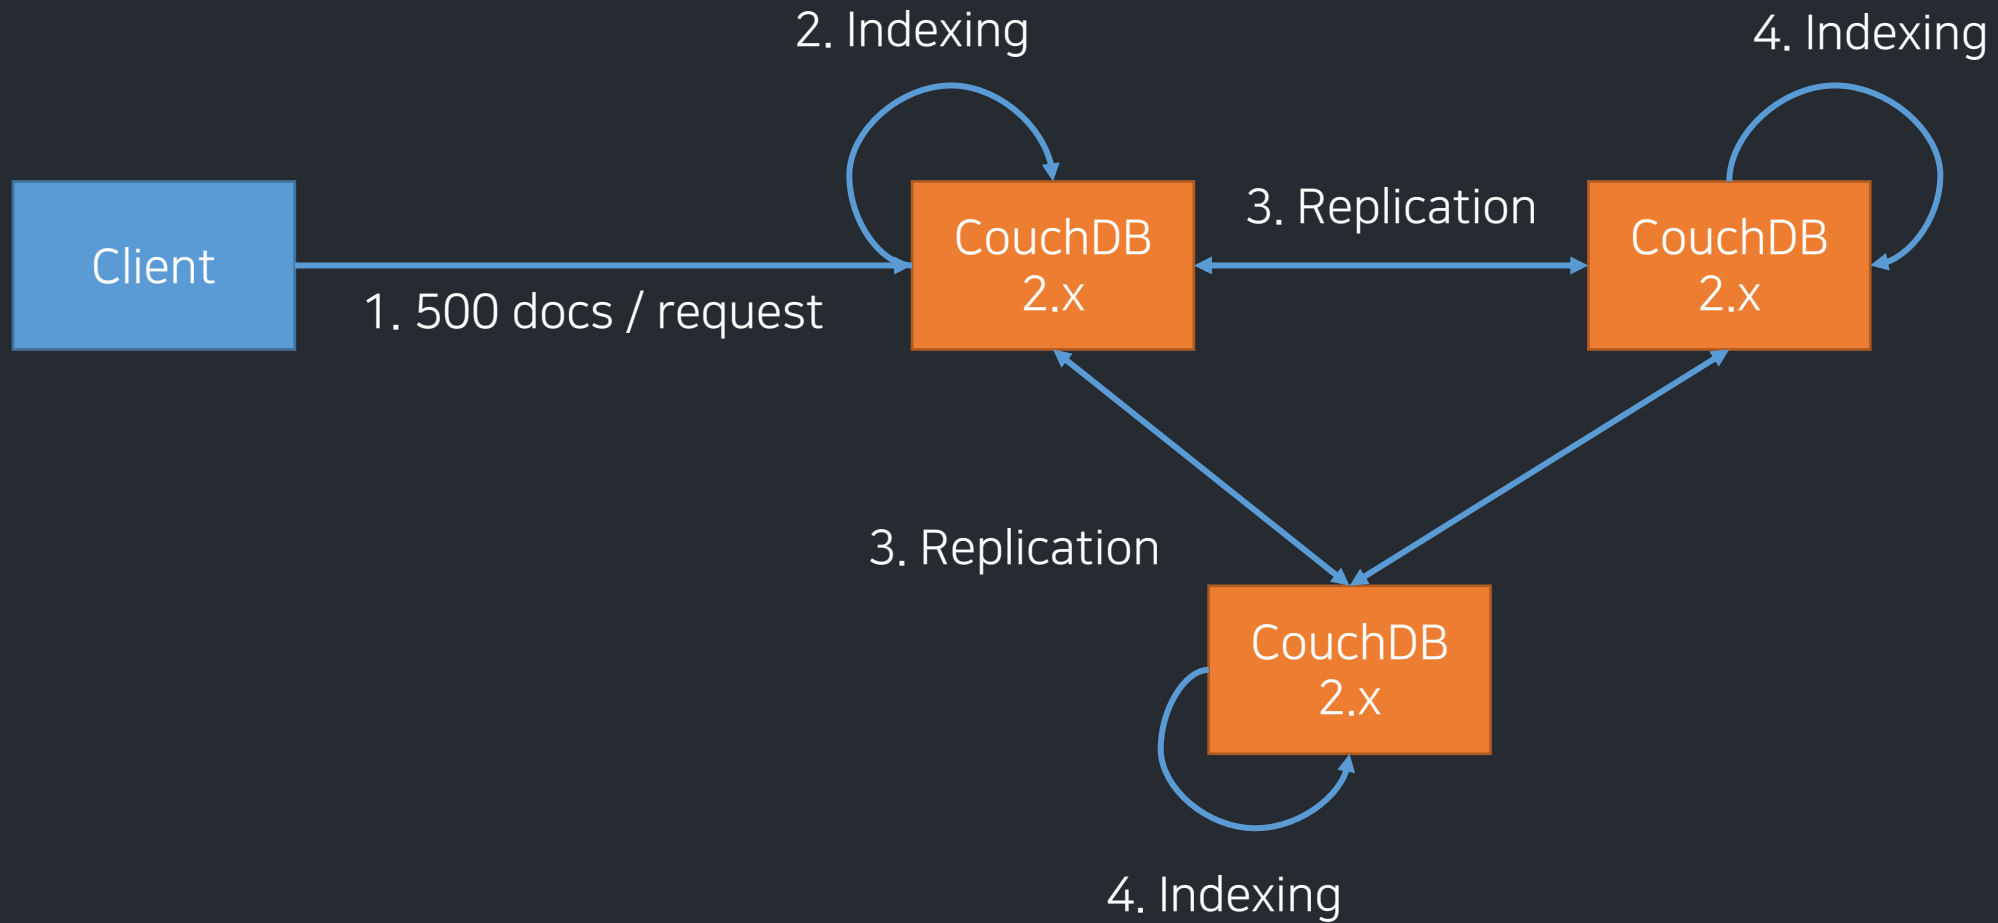 2. Indexing
4. Indexing
Client
1. 500 docs / request
CouchDB
2.x
3. Replication
CouchDB
2.x
3. Replication
CouchDB
2.x
4. Indexing